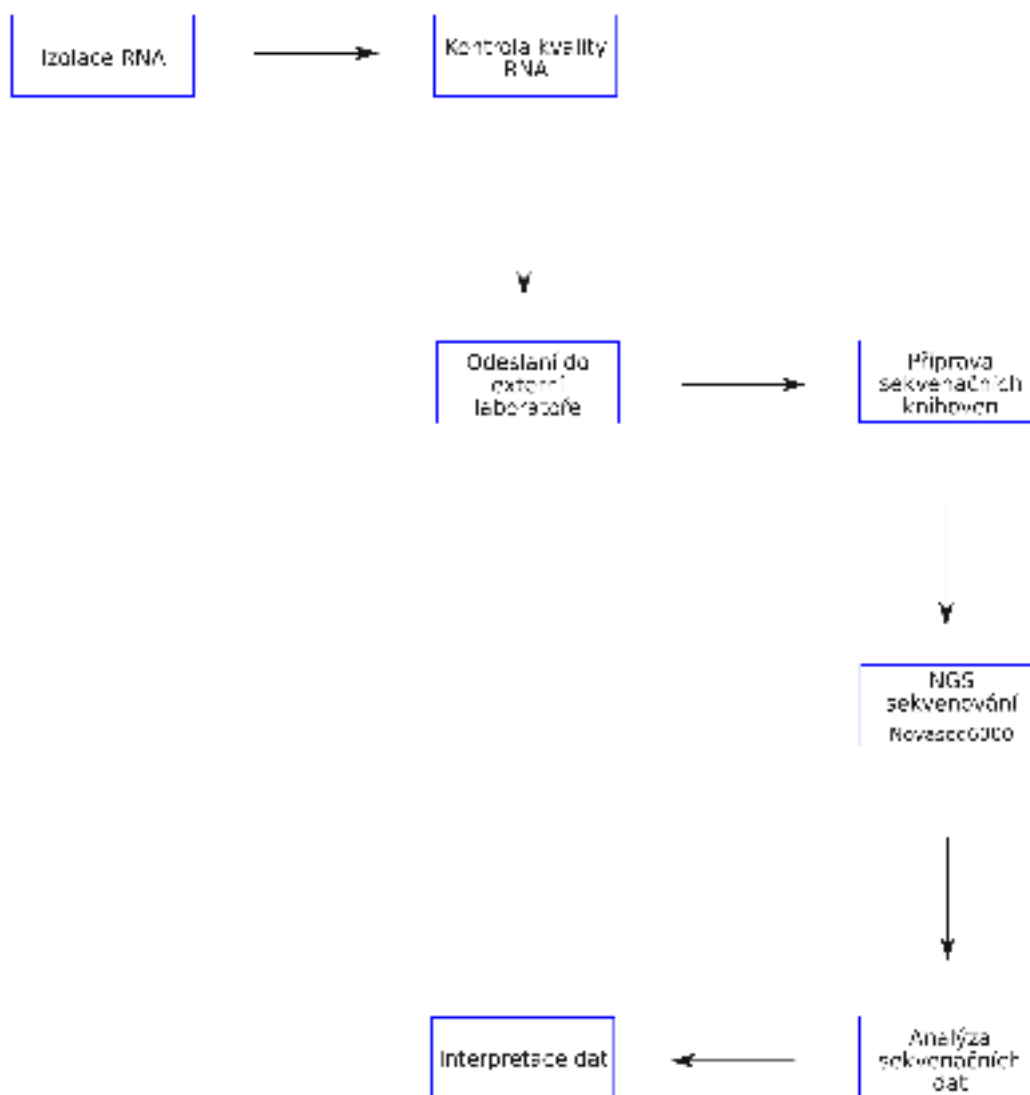 Izolace RNA
Kontrola kvality
RNA
Odeslání do
externí
laboratoře
Příprava
sekvenačních
knihoven
NGS
sekvenování
Novaseq6000
Interpretace dat
Analýza
sekvenačních
dat